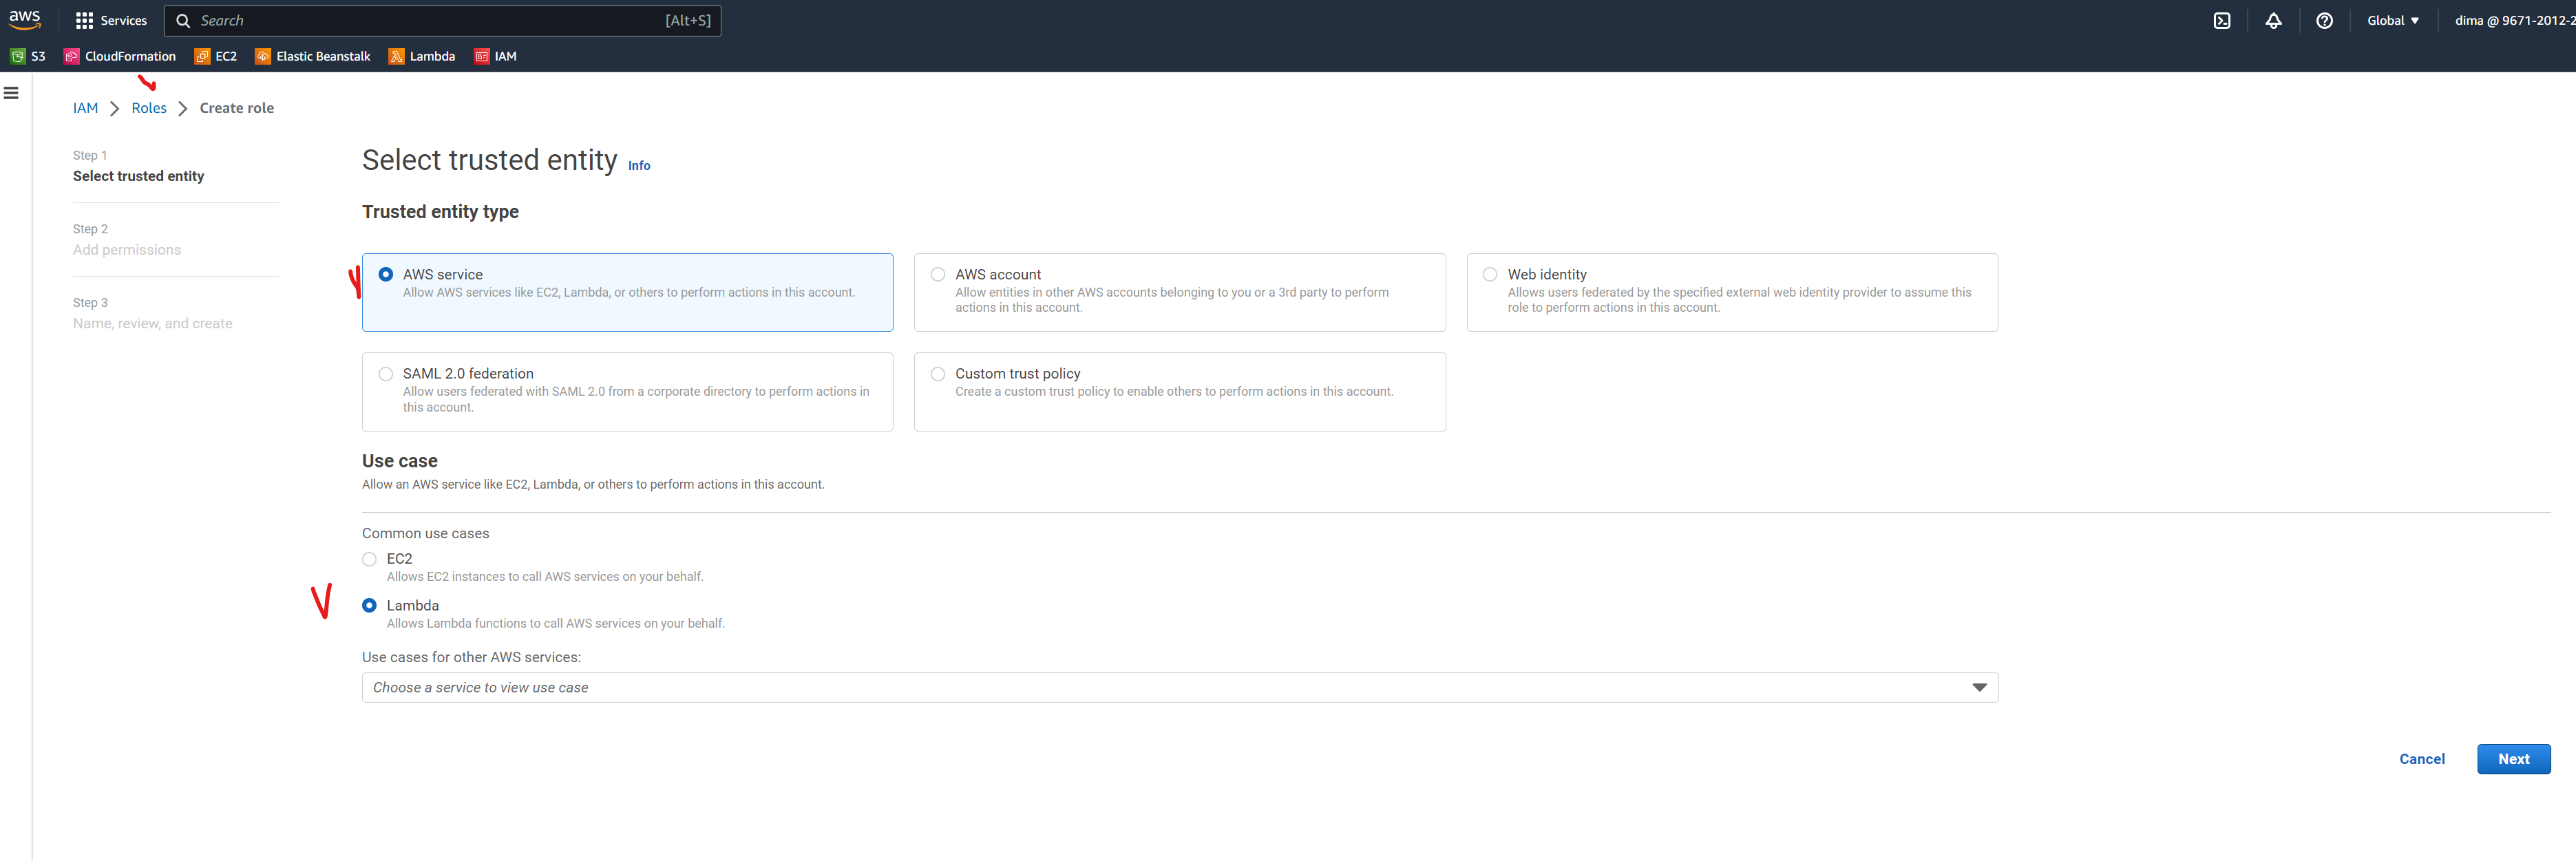 aws Services Search [Alt+S] Global dima @ 9671-2012-2
S3 CloudFormation EC2 Elastic Beanstalk Lambda IAM
IAM Roles Create role
Step 1
Select trusted entity
Step 2
Add permissions
Step 3
Name, review, and create
Select trusted entity Info
Trusted entity type
AWS service
Allow AWS services like EC2, Lambda, or others to perform actions in this account.
AWS account
Allow entities in other AWS accounts belonging to you or a 3rd party to perform
actions in this account.
Web identity
Allows users federated by the specified external web identity provider to assume this
role to perform actions in this account.
SAML 2.0 federation
Allow users federated with SAML 2.0 from a corporate directory to perform actions in
this account.
Custom trust policy
Create a custom trust policy to enable others to perform actions in this account.
Use case
Allow an AWS service like EC2, Lambda, or others to perform actions in this account.
Common use cases
EC2
Allows EC2 instances to call AWS services on your behalf.
Lambda
Allows Lambda functions to call AWS services on your behalf.
Use cases for other AWS services:
Choose a service to view use case
Cancel Next